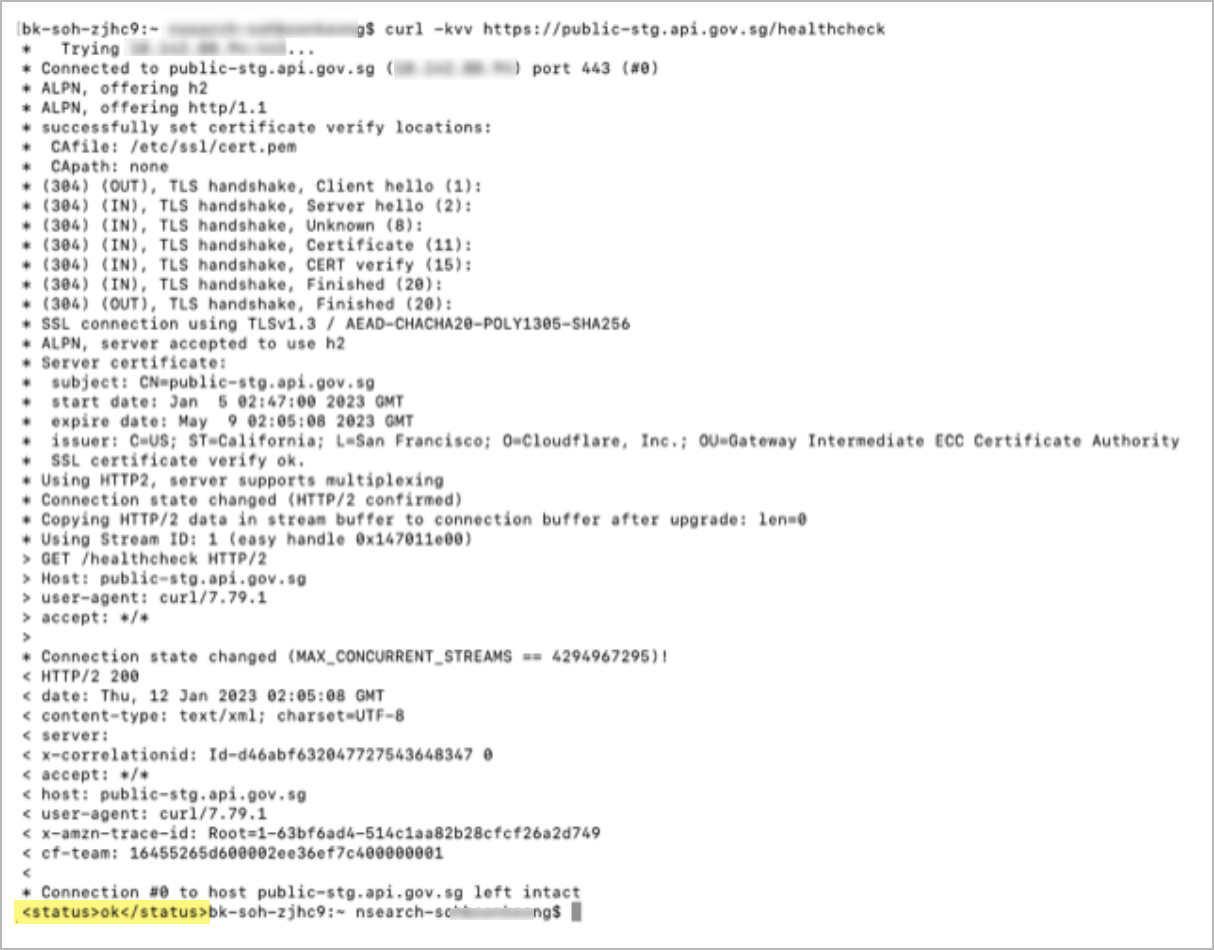 bk-soh-zjhc9:~ g$ curl -kvv https://public-stg.api.gov.sg/healthcheck
*   Trying ...
* Connected to public-stg.api.gov.sg ( ) port 443 (#0)
* ALPN, offering h2
* ALPN, offering http/1.1
* successfully set certificate verify locations:
*  CAfile: /etc/ssl/cert.pem
*  CApath: none
* (304) (OUT), TLS handshake, Client hello (1):
* (304) (IN), TLS handshake, Server hello (2):
* (304) (IN), TLS handshake, Unknown (8):
* (304) (IN), TLS handshake, Certificate (11):
* (304) (IN), TLS handshake, CERT verify (15):
* (304) (IN), TLS handshake, Finished (20):
* (304) (OUT), TLS handshake, Finished (20):
* SSL connection using TLSv1.3 / AEAD-CHACHA20-POLY1305-SHA256
* ALPN, server accepted to use h2
* Server certificate:
*  subject: CN=public-stg.api.gov.sg
*  start date: Jan  5 02:47:00 2023 GMT
*  expire date: May  9 02:05:08 2023 GMT
*  issuer: C=US; ST=California; L=San Francisco; O=Cloudflare, Inc.; OU=Gateway Intermediate ECC Certificate Authority
*  SSL certificate verify ok.
* Using HTTP2, server supports multiplexing
* Connection state changed (HTTP/2 confirmed)
* Copying HTTP/2 data in stream buffer to connection buffer after upgrade: len=0
* Using Stream ID: 1 (easy handle 0x147011e00)
> GET /healthcheck HTTP/2
> Host: public-stg.api.gov.sg
> user-agent: curl/7.79.1
> accept: */*
>
* Connection state changed (MAX_CONCURRENT_STREAMS == 4294967295)!
< HTTP/2 200
< date: Thu, 12 Jan 2023 02:05:08 GMT
< content-type: text/xml; charset=UTF-8
< server:
< x-correlationid: Id-d46abf632047727543648347 0
< accept: */*
< host: public-stg.api.gov.sg
< user-agent: curl/7.79.1
< x-amzn-trace-id: Root=1-63bf6ad4-514c1aa82b28cfcf26a2d749
< cf-team: 16455265d600002ee36ef7c400000001
<
* Connection #0 to host public-stg.api.gov.sg left intact
<status>ok</status>bk-soh-zjhc9:~ nsearch-so ng$